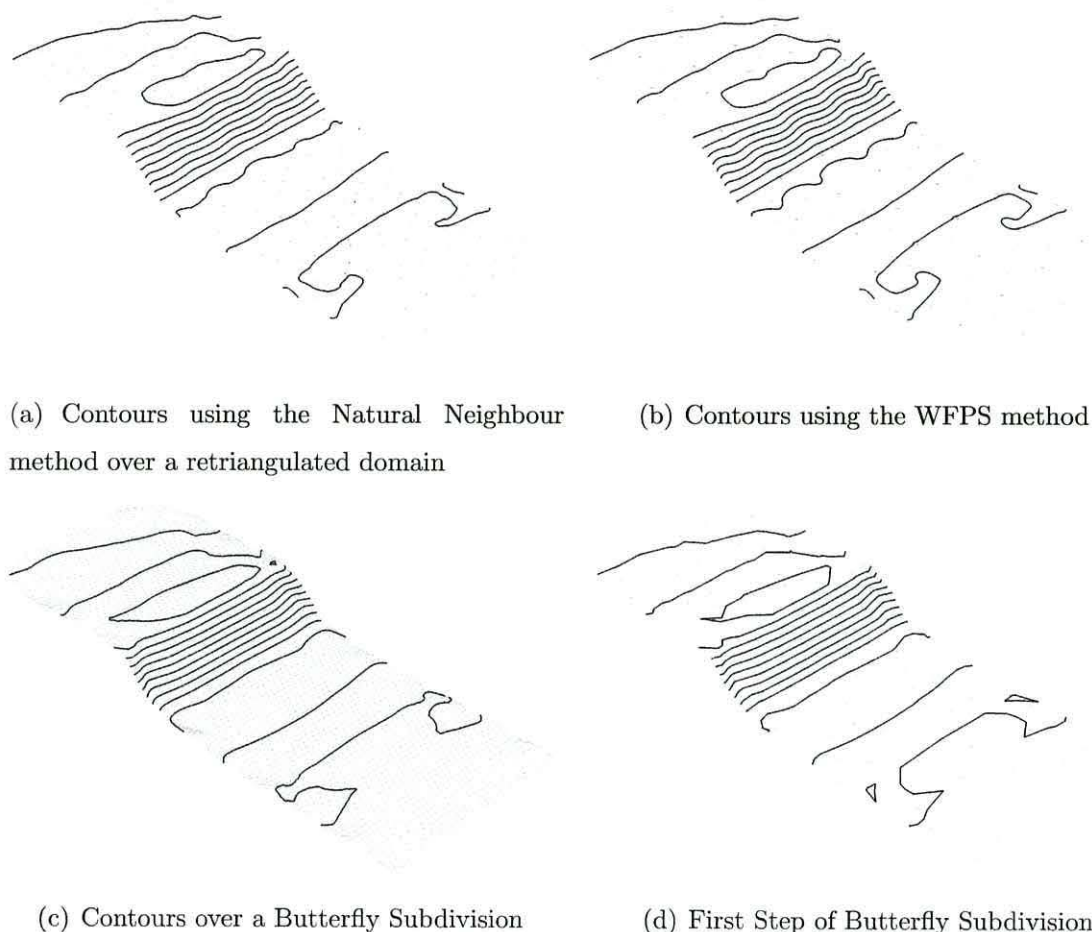 (a) Contours using the Natural Neighbour
method over a retriangulated domain
(b) Contours using the WFPS method
(c) Contours over a Butterfly Subdivision
(d) First Step of Butterfly Subdivision